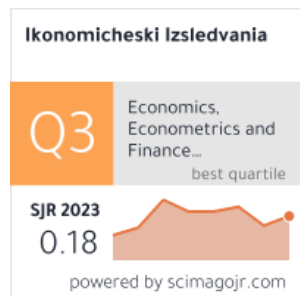 Ikonomicheski Izsledvania
Q3
Economics,
Econometrics and
Finance...
best quartile
SJR 2023
0.18
powered by scimagojr.com